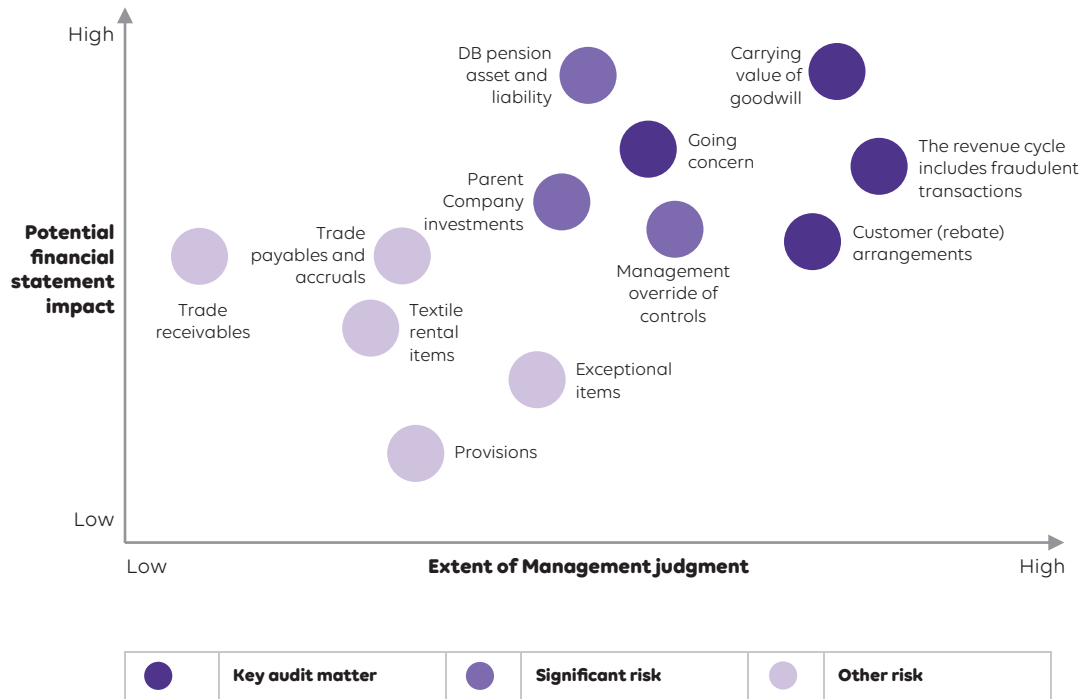 High
DB pension
asset and
liability
Carrying
value of
goodwill
Going
concern
The revenue cycle
includes fraudulent
transactions
Parent
Company
investments
Potential
financial
statement
impact
Trade
payables and
accruals
Customer (rebate)
arrangements
Management
override of
controls
Trade
receivables
Textile
rental
items
Exceptional
items
Provisions
Low
Low
Extent of Management judgment
High
Key audit matter
Significant risk
Other risk